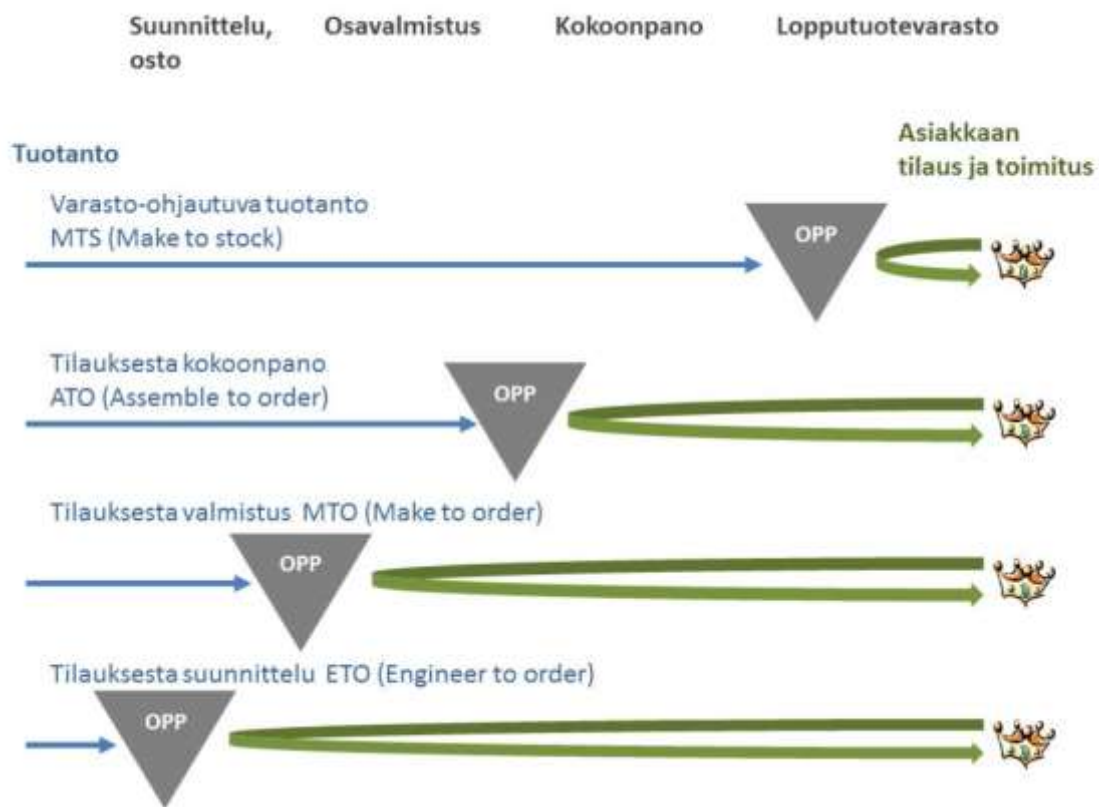 Suunnittelu, osto
Osavalmistus
Kokoonpano
Lopputuotevarasto
Asiakkaan
tilaus ja toimitus
Tuotanto
Varasto-ohjautuva tuotanto
MTS (Make to stock)
OPP
Tilauksesta kokoonpano
ATO (Assemble to order)
OPP
Tilauksesta valmistus MTO (Make to order)
OPP
Tilauksesta suunnittelu ETO (Engineer to order)
OPP